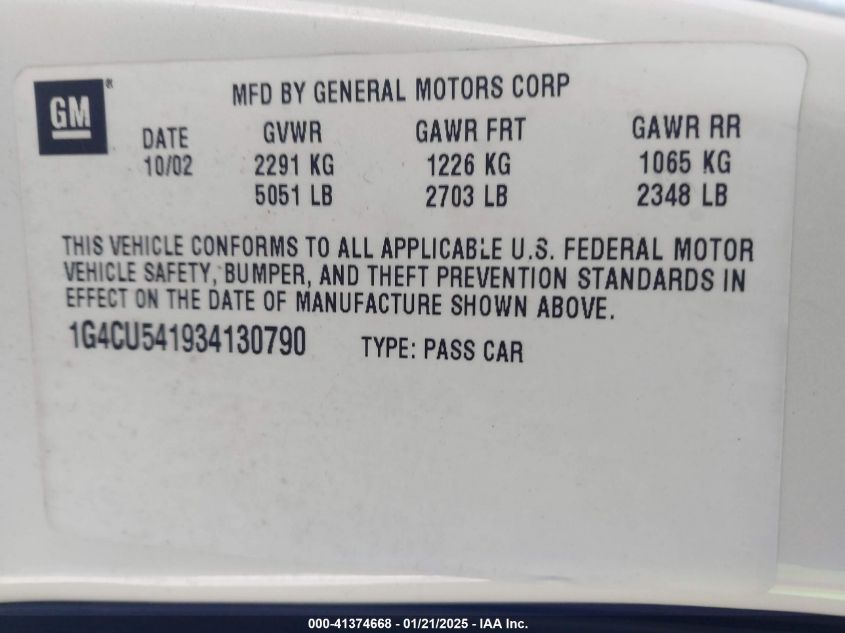 GM®
MFD BY GENERAL MOTORS CORP
DATE GVWR GAWR FRT GAWR RR
10/02 2291 KG 1226 KG 1065 KG
5051 LB 2703 LB 2348 LB
THIS VEHICLE CONFORMS TO ALL APPLICABLE U.S. FEDERAL MOTOR
VEHICLE SAFETY, BUMPER, AND THEFT PREVENTION STANDARDS IN
EFFECT ON THE DATE OF MANUFACTURE SHOWN ABOVE.
1G4CU541934130790 TYPE: PASS CAR
000-41374668 - 01/21/2025 - IAA Inc.